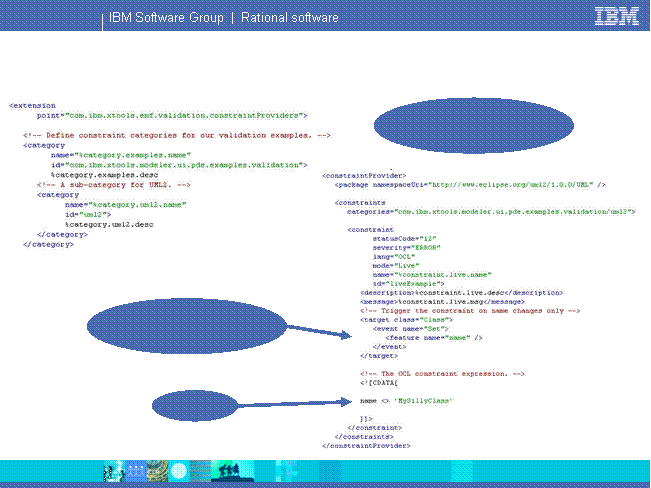 IBM Software Group | Rational software
IBM
<extension
point="com.ibm.xtools.emf.validation.constraintProviders">
<!-- Define constraint categories for our validation examples. -->
<category
name="%category.examples.name"
id="com.ibm.xtools.modeler.ui.pde.examples.validation">
%category.examples.desc
<!-- A sub-category for UML2. -->
<category
name="%category.uml2.name"
id="uml2">
%category.uml2.desc
</category>
</category>
<constraintProvider>
<package namespaceUri="http://www.eclipse.org/uml2/1.0.0/UML" />
<constraints
categories="com.ibm.xtools.modeler.ui.pde.examples.validation/uml2">
<constraint
statusCode="12"
severity="ERROR"
lang="OCL"
mode="Live"
name="%constraint.live.name"
id="liveExample">
<description>%constraint.live.desc</description>
<message>%constraint.live.msg</message>
<!-- Trigger the constraint on name changes only -->
<target class="Class">
<event name="Set">
<feature name="name" />
</event>
</target>
<!-- The OCL constraint expression. -->
<![CDATA[
name <> 'MySillyClass'
]]>
</constraint>
</constraints>
</constraintProvider>